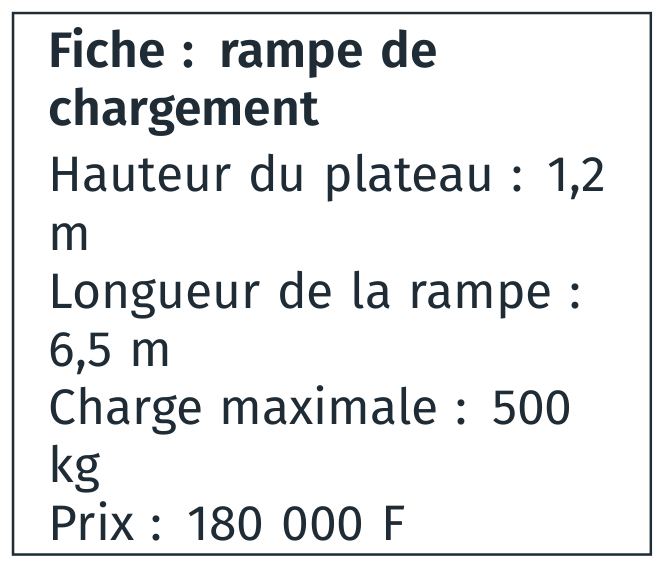 Fiche : rampe de
chargement
Hauteur du plateau : 1,2
m
Longueur de la rampe :
6,5 m
Charge maximale : 500
kg
Prix : 180 000 F